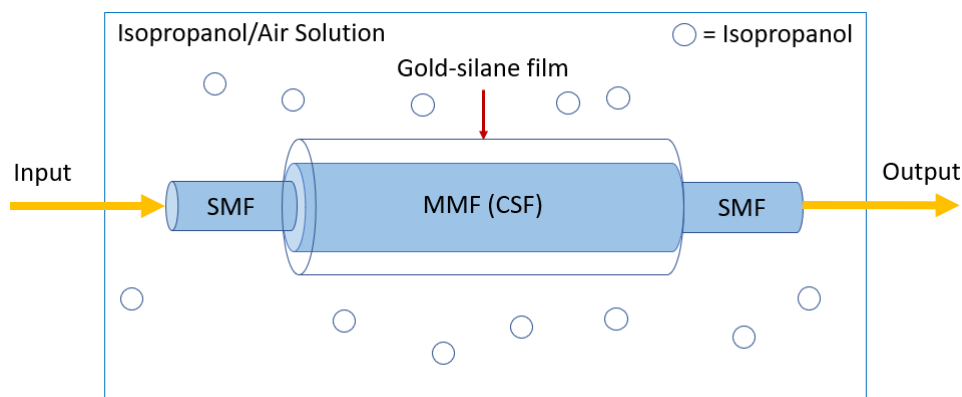 Isopropanol/Air Solution
= Isopropanol
Gold-silane film
Input
Output
SMF
MMF (CSF)
SMF